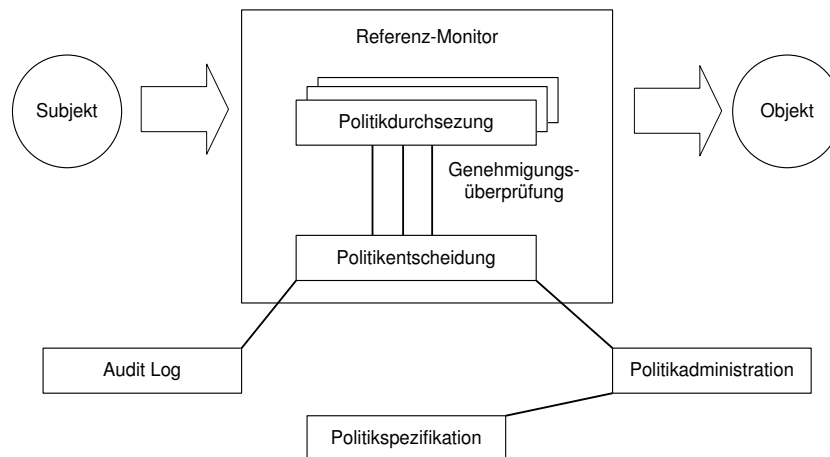 Referenz-Monitor
Subjekt
Politikdurchsezung
Objekt
Genehmigungs-
überprüfung
Politikentscheidung
Audit Log
Politikadministration
Politikspezifikation